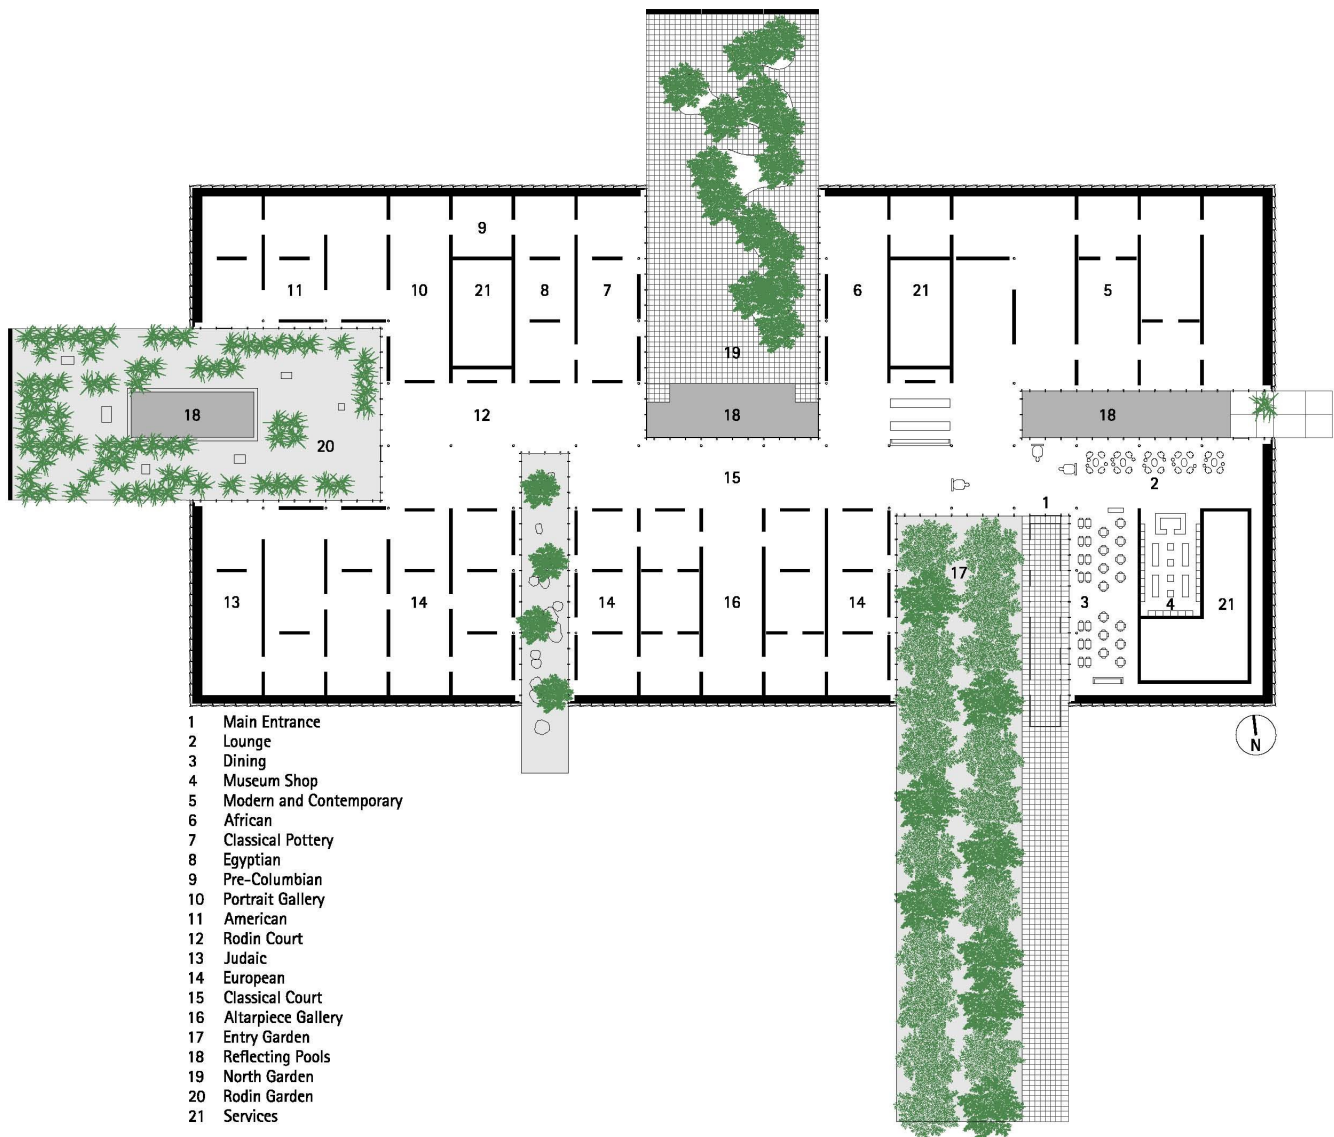 9
11
10
21
8
7
6
21
5
19
18
12
18
18
20
15
2
1
17
13
14
14
16
14
3
4
21
N
1 Main Entrance
2 Lounge
3 Dining
4 Museum Shop
5 Modern and Contemporary
6 African
7 Classical Pottery
8 Egyptian
9 Pre-Columbian
10 Portrait Gallery
11 American
12 Rodin Court
13 Judaic
14 European
15 Classical Court
16 Altarpiece Gallery
17 Entry Garden
18 Reflecting Pools
19 North Garden
20 Rodin Garden
21 Services